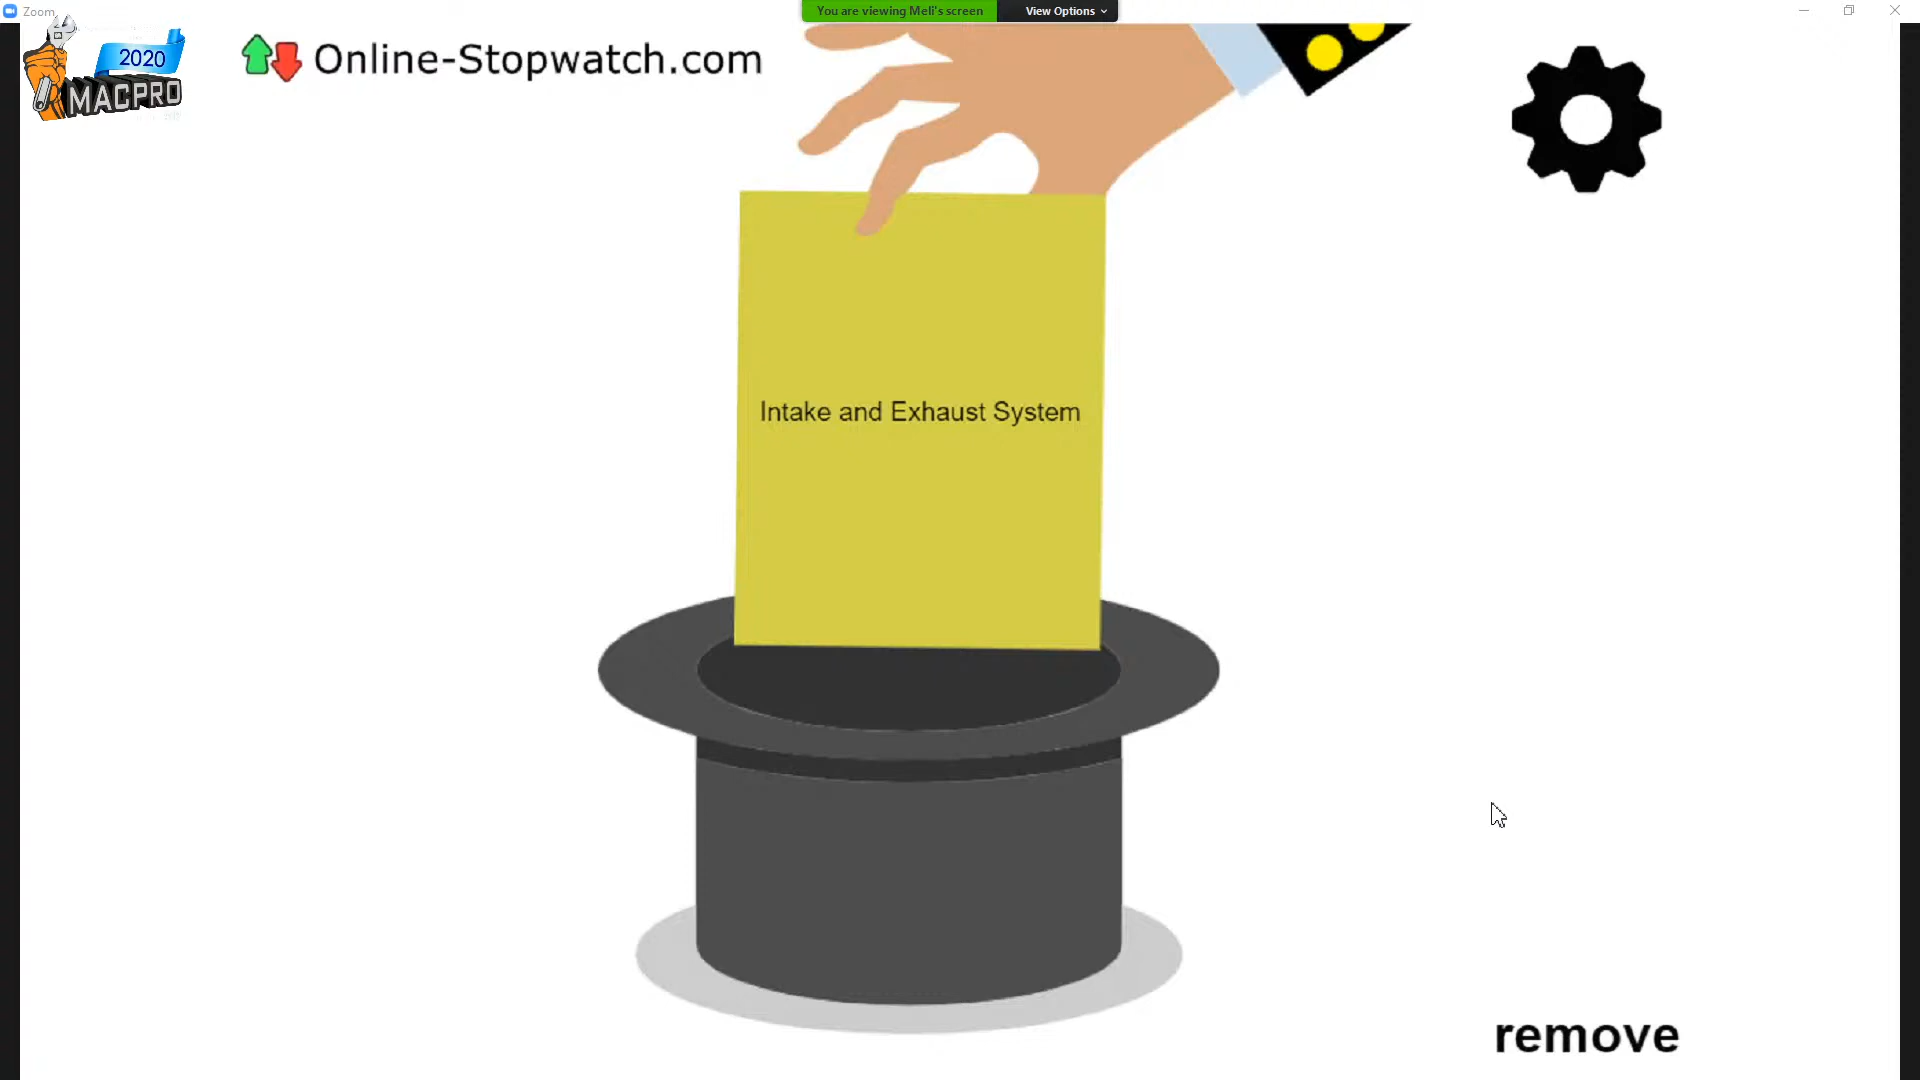 Zoom
You are viewing Meli's screen
View Options
2020
MACPRO
Online-Stopwatch.com
Intake and Exhaust System
remove